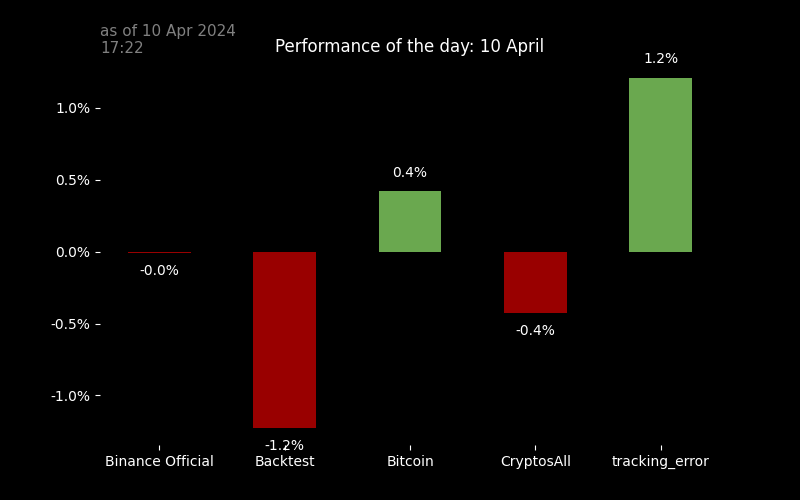 as of 10 Apr 2024
17:22
Performance of the day: 10 April
1.2%
1.0%
0.5%
0.4%
0.0%
-0.0%
-0.5%
-0.4%
-1.0%
-1.2%
Binance Official
Backtest
Bitcoin
CryptosAll
tracking_error